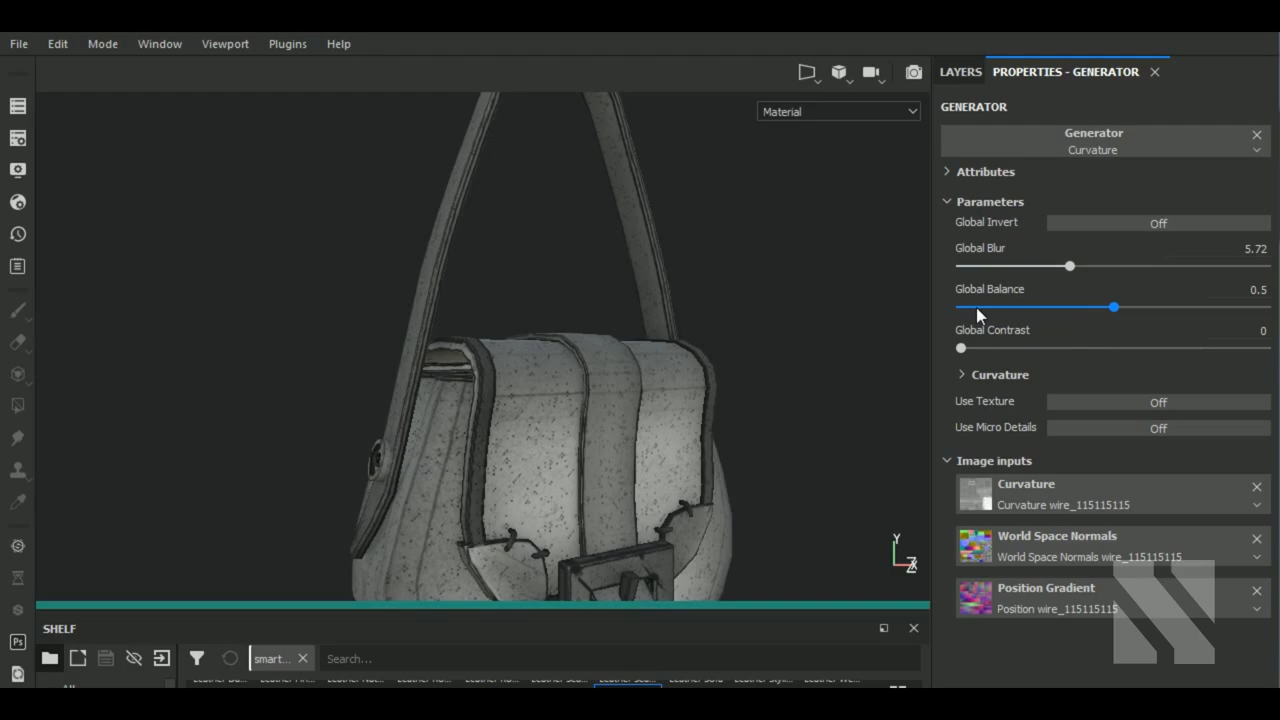 File Edit Mode Window Viewport Plugins Help
LAYERS PROPERTIES - GENERATOR
Material
GENERATOR
Generator
Curvature
Attributes
Parameters
Global Invert Off
Global Blur 5.72
Global Balance 0.5
Global Contrast 0
Curvature
Use Texture Off
Use Micro Details Off
Image inputs
Curvature
Curvature wire_115115115
World Space Normals
World Space Normals wire_115115115
Position Gradient
Position wire_115115115
Y
Z
SHELF
smart... Search...
Ps